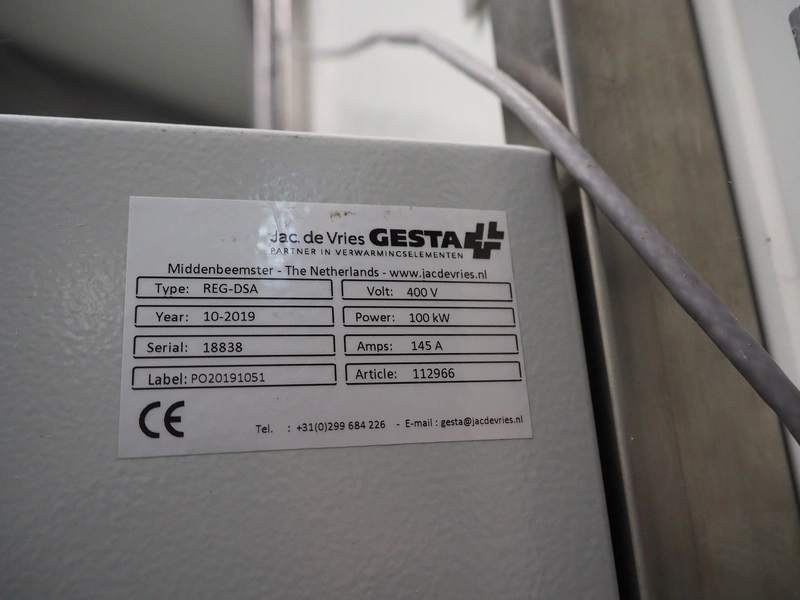 Jac. de Vries GESTA
PARTNER IN VERWARMINGSELEMENTEN
Middenbeemster - The Netherlands - www.jacdevries.nl
Type: REG-DSA Volt: 400 V
Year: 10-2019 Power: 100 kW
Serial: 18838 Amps: 145 A
Label: PO20191051 Article: 112966
CE Tel. : +31(0)299 684 226 - E-mail : gesta@jacdevries.nl